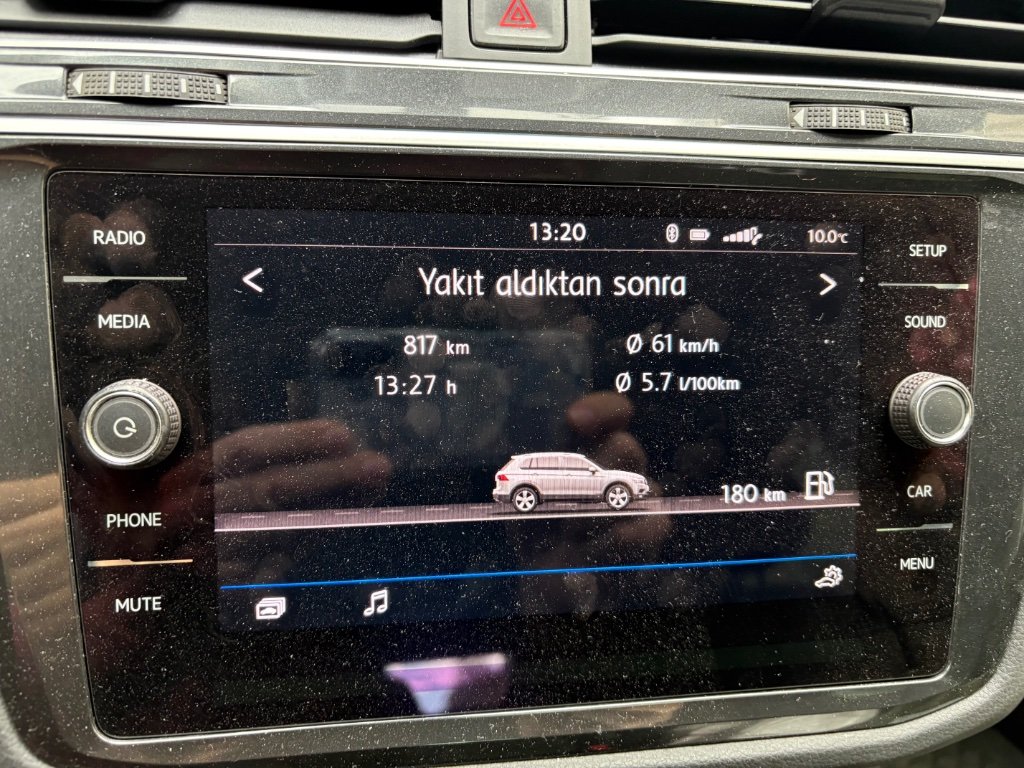 13:20 10.0°C
RADIO
SETUP
< Yakıt aldıktan sonra >
MEDIA
SOUND
817 km Ø 61 km/h
13:27 h Ø 5.7 l/100km
180 km
CAR
PHONE
MENU
MUTE